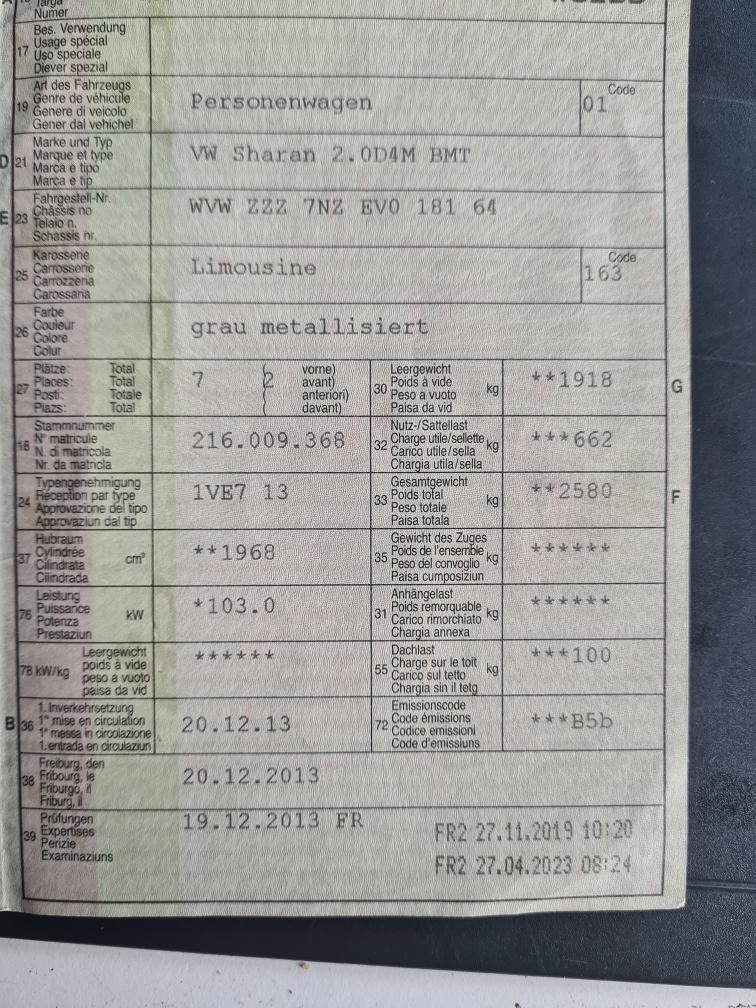 Targa
Numer
17 Bes. Verwendung
Usage spécial
Uso speciale
Diever spezial
19 Art des Fahrzeugs
Genre de véhicule
Genere di veicolo
Gener dal vehichel
Personenwagen
Code
01
D 21 Marke und Typ
Marque et type
Marca e tipo
Marca e tip
VW Sharan 2.0D4M BMT
E 23 Fahrgestell-Nr.
Châssis no
Telaio n.
Schassis nr.
WVW ZZZ 7NZ EV0 181 64
25 Karosserie
Carrosserie
Carrozzeria
Carossaria
Limousine
Code
163
26 Farbe
Couleur
Colore
Colur
grau metallisiert
27 Plätze: Total
Places: Total
Posti: Totale
Plazs: Total
7 2 vorne)
avant)
anteriori)
davant)
30 Leergewicht
Poids à vide
Peso a vuoto
Paisa da vid
kg **1918 G
18 Stammnummer
N° matricule
N. di matricola
Nr. da matricla
216.009.368
32 Nutz-/Sattellast
Charge utile/sellette
Carico utile/sella
Chargia utila/sella
kg ***662
24 Typengenehmigung
Réception par type
Approvazione del tipo
Approvaziun dal tip
1VE7 13
33 Gesamtgewicht
Poids total
Peso totale
Paisa totala
kg **2580 F
37 Hubraum
Cylindrée
Cilindrata
Cilindrada
cm³ **1968
35 Gewicht des Zuges
Poids de l'ensemble
Peso del convoglio
Paisa cumposiziun
kg ******
76 Leistung
Puissance
Potenza
Prestaziun
kW *103.0
31 Anhängelast
Poids remorquable
Carico rimorchiato
Chargia annexa
kg ******
78 kW/kg Leergewicht
poids à vide
peso a vuoto
paisa da vid
******
55 Dachlast
Charge sur le toit
Carico sul tetto
Chargia sin il tetg
kg ***100
B 36 1. Inverkehrsetzung
1re mise en circulation
1a messa in circolazione
1. entrada en circulaziun
20.12.13
72 Emissionscode
Code émissions
Codice emissioni
Code d'emissiuns
***B5b
38 Freiburg, den
Fribourg, le
Friburgo, il
Friburg, il
20.12.2013
39 Prüfungen
Expertises
Perizie
Examinaziuns
19.12.2013 FR
FR2 27.11.2019 10:20
FR2 27.04.2023 08:24